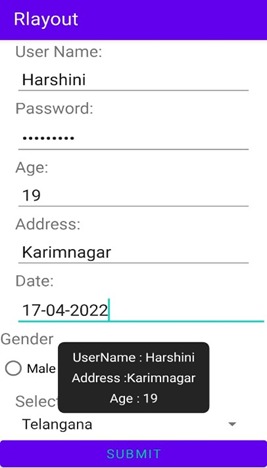 Rlayout
User Name:
Harshini
Password:
•••••••••
Age:
19
Address:
Karimnagar
Date:
17-04-2022
Gender
Male
UserName : Harshini
Address :Karimnagar
Age : 19
Select
Telangana
SUBMIT